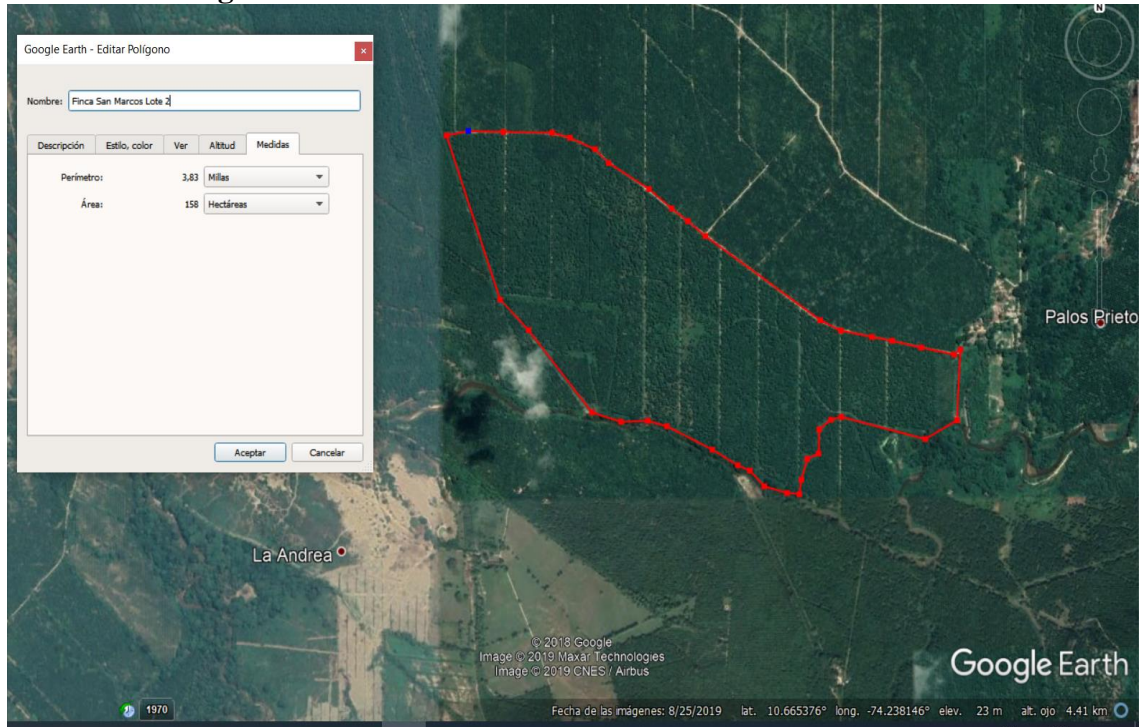 Google Earth - Editar Polígono
x
Nombre: Finca San Marcos Lote 2
Descripción Estilo, color Ver Altitud Medidas
Perímetro: 3,83 Millas
Área: 158 Hectáreas
Aceptar Cancelar
N
Palos Prieto
La Andrea
© 2018 Google
Image © 2019 Maxar Technologies
Image © 2019 CNES / Airbus
Google Earth
1970
Fecha de las imágenes: 8/25/2019 lat. 10.665376° long. -74.238146° elev. 23 m alt. ojo 4.41 km